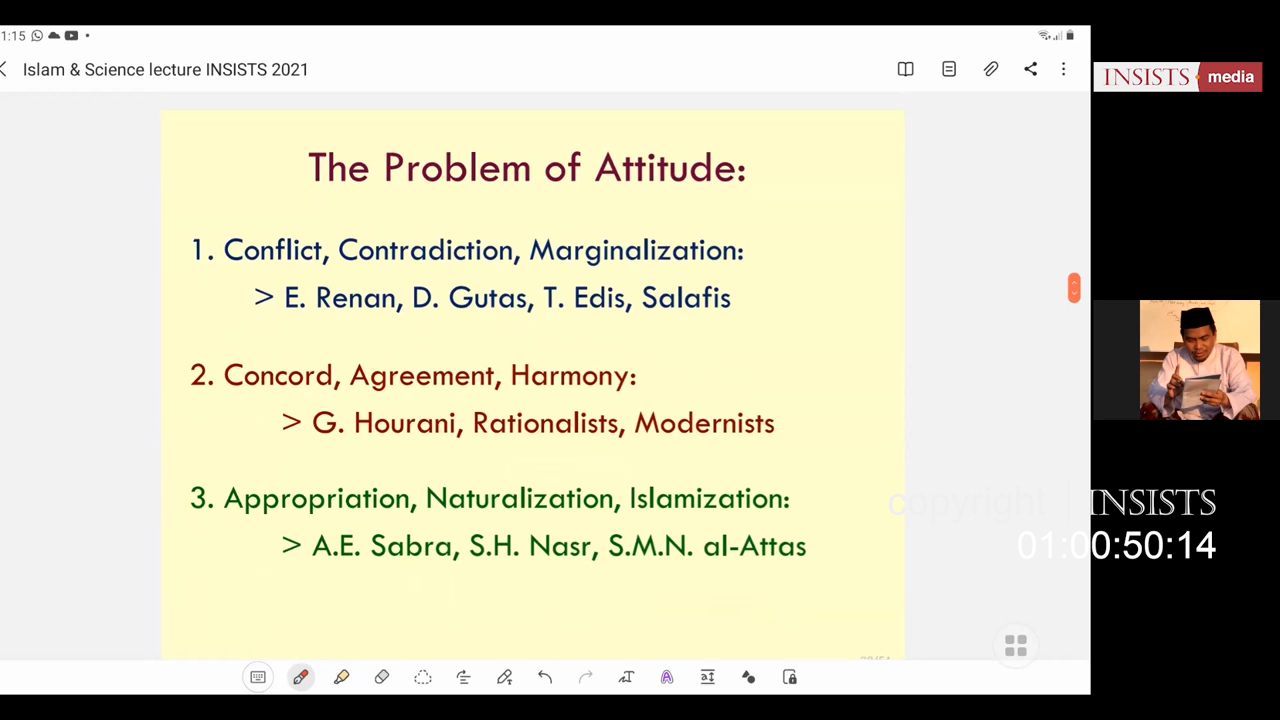 1:15
Islam & Science lecture INSISTS 2021
INSISTS media
The Problem of Attitude:
1. Conflict, Contradiction, Marginalization:
> E. Renan, D. Gutas, T. Edis, Salafis
2. Concord, Agreement, Harmony:
> G. Hourani, Rationalists, Modernists
3. Appropriation, Naturalization, Islamization:
> A.E. Sabra, S.H. Nasr, S.M.N. al-Attas
copyright | INSISTS
01:00:50:14